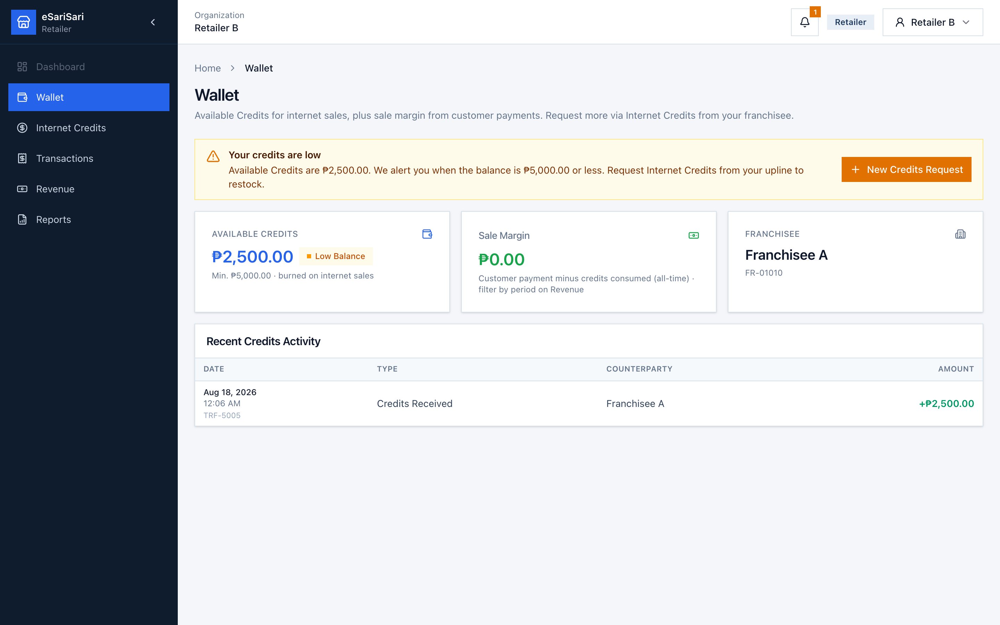 eSariSari
Retailer
Dashboard
Wallet
Internet Credits
Transactions
Revenue
Reports
Organization
Retailer B
1
Retailer
Retailer B
Home
Wallet
Wallet
Available Credits for internet sales, plus sale margin from customer payments. Request more via Internet Credits from your franchisee.
Your credits are low
Available Credits are ₱2,500.00. We alert you when the balance is ₱5,000.00 or less. Request Internet Credits from your upline to
restock.
New Credits Request
AVAILABLE CREDITS
₱2,500.00
Low Balance
Min. ₱5,000.00 · burned on internet sales
Sale Margin
₱0.00
Customer payment minus credits consumed (all-time) ·
filter by period on Revenue
FRANCHISEE
Franchisee A
FR-01010
Recent Credits Activity
DATE TYPE COUNTERPARTY AMOUNT
Aug 18, 2026
12:06 AM
TRF-5005
Credits Received
Franchisee A
+₱2,500.00